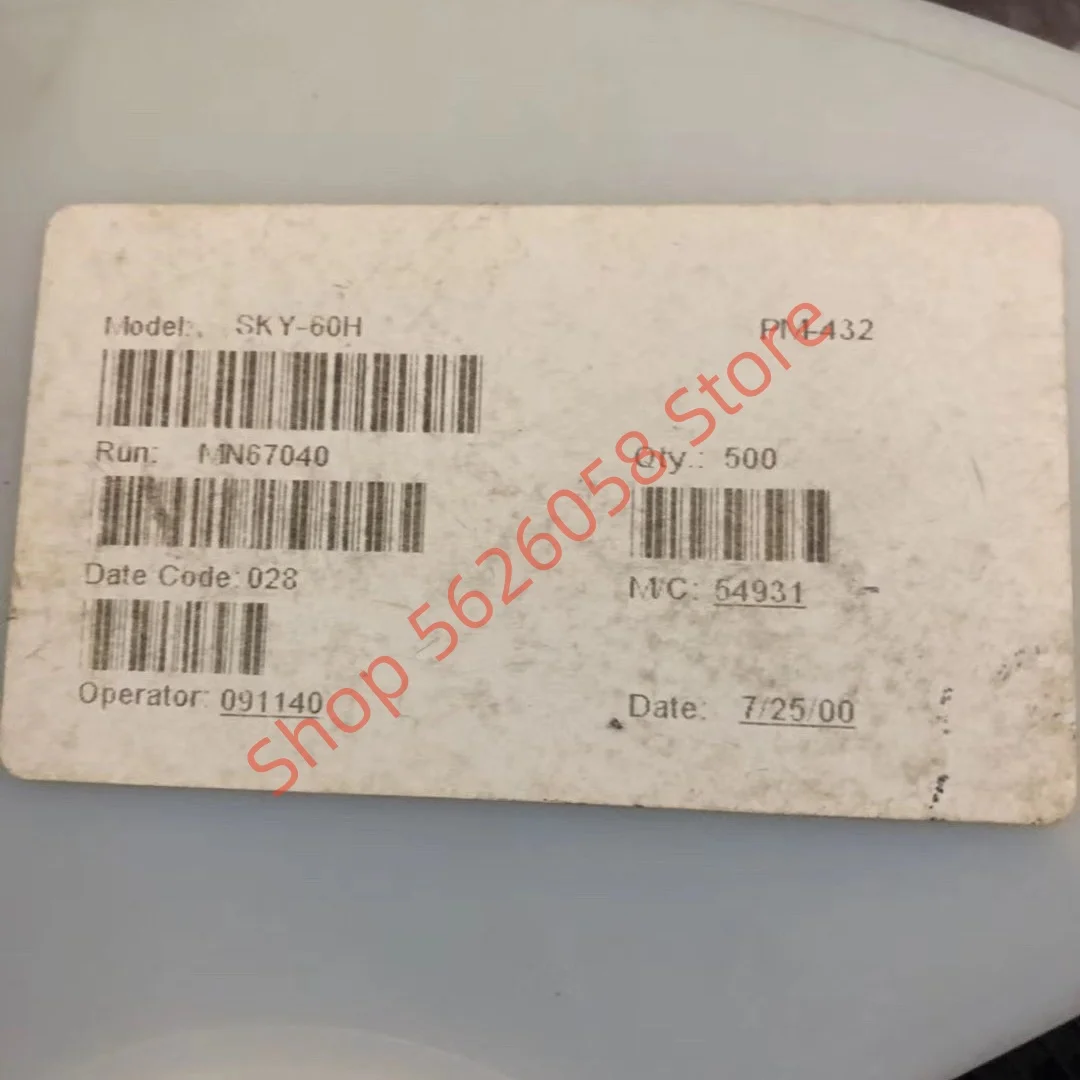 Model: SKY-60H PM-432
Run: MN67040 Qty.: 500
Date Code: 028 M/C: 54931
Operator: 091140 Date: 7/25/00
Shop 5626058 Store